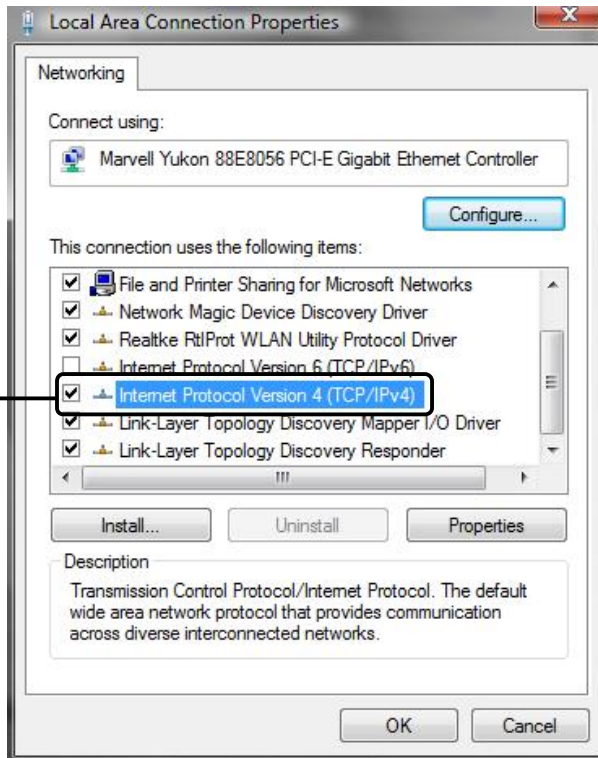 Local Area Connection Properties
Networking
Connect using:
Marvell Yukon 88E8056 PCI-E Gigabit Ethernet Controller
Configure...
This connection uses the following items:
File and Printer Sharing for Microsoft Networks
Network Magic Device Discovery Driver
Realtke RtlProt WLAN Utility Protocol Driver
Internet Protocol Version 6 (TCP/IPv6)
Internet Protocol Version 4 (TCP/IPv4)
Link-Layer Topology Discovery Mapper I/O Driver
Link-Layer Topology Discovery Responder
Install... Uninstall Properties
Description
Transmission Control Protocol/Internet Protocol. The default
wide area network protocol that provides communication
across diverse interconnected networks.
OK Cancel